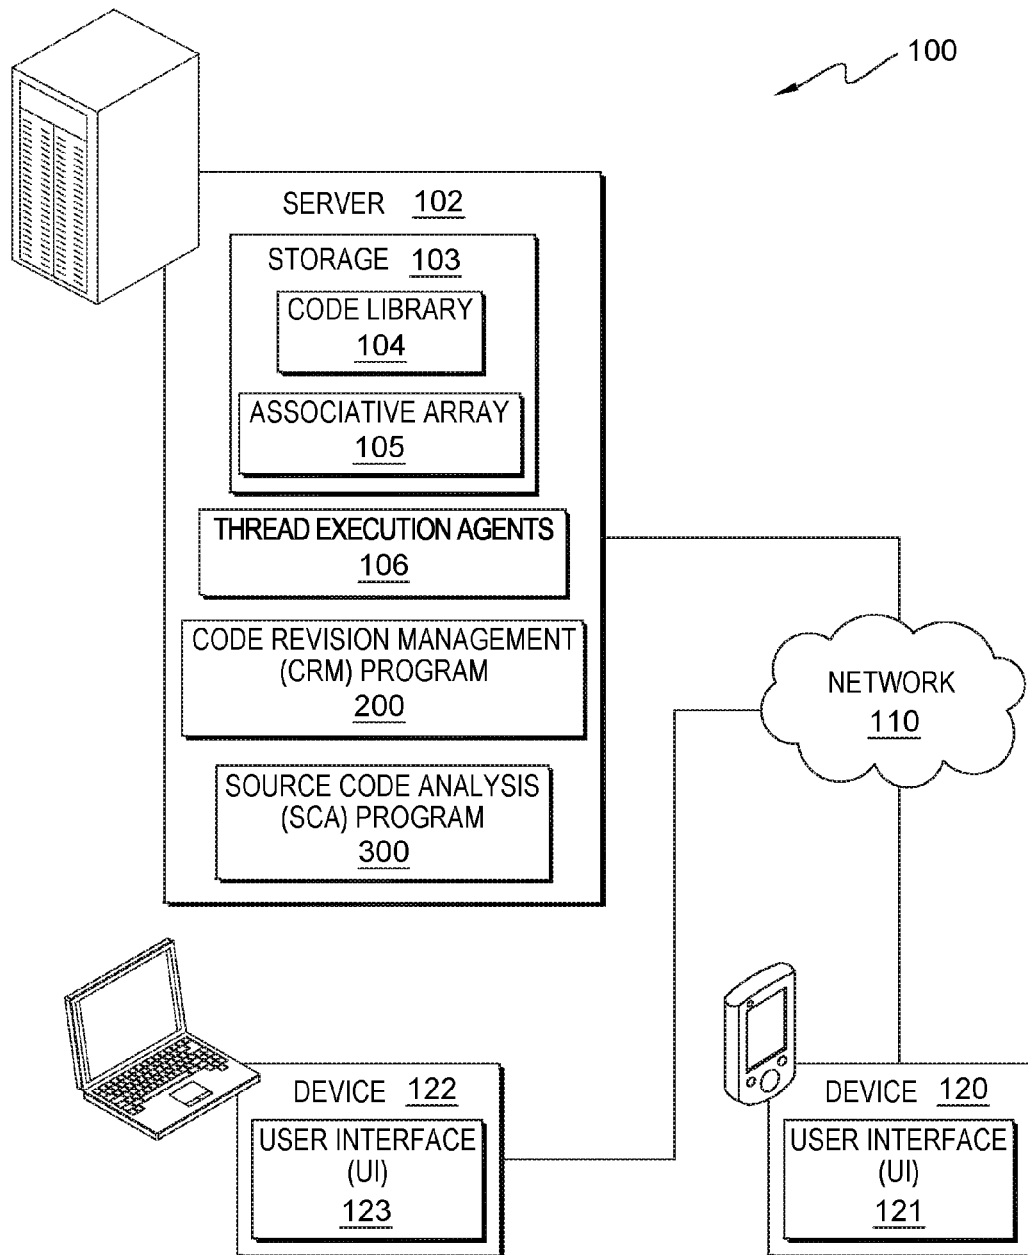 100
SERVER 102
STORAGE 103
CODE LIBRARY
104
ASSOCIATIVE ARRAY
105
THREAD EXECUTION AGENTS
106
CODE REVISION MANAGEMENT
(CRM) PROGRAM
200
SOURCE CODE ANALYSIS
(SCA) PROGRAM
300
NETWORK
110
DEVICE 122
USER INTERFACE
(UI)
123
DEVICE 120
USER INTERFACE
(UI)
121